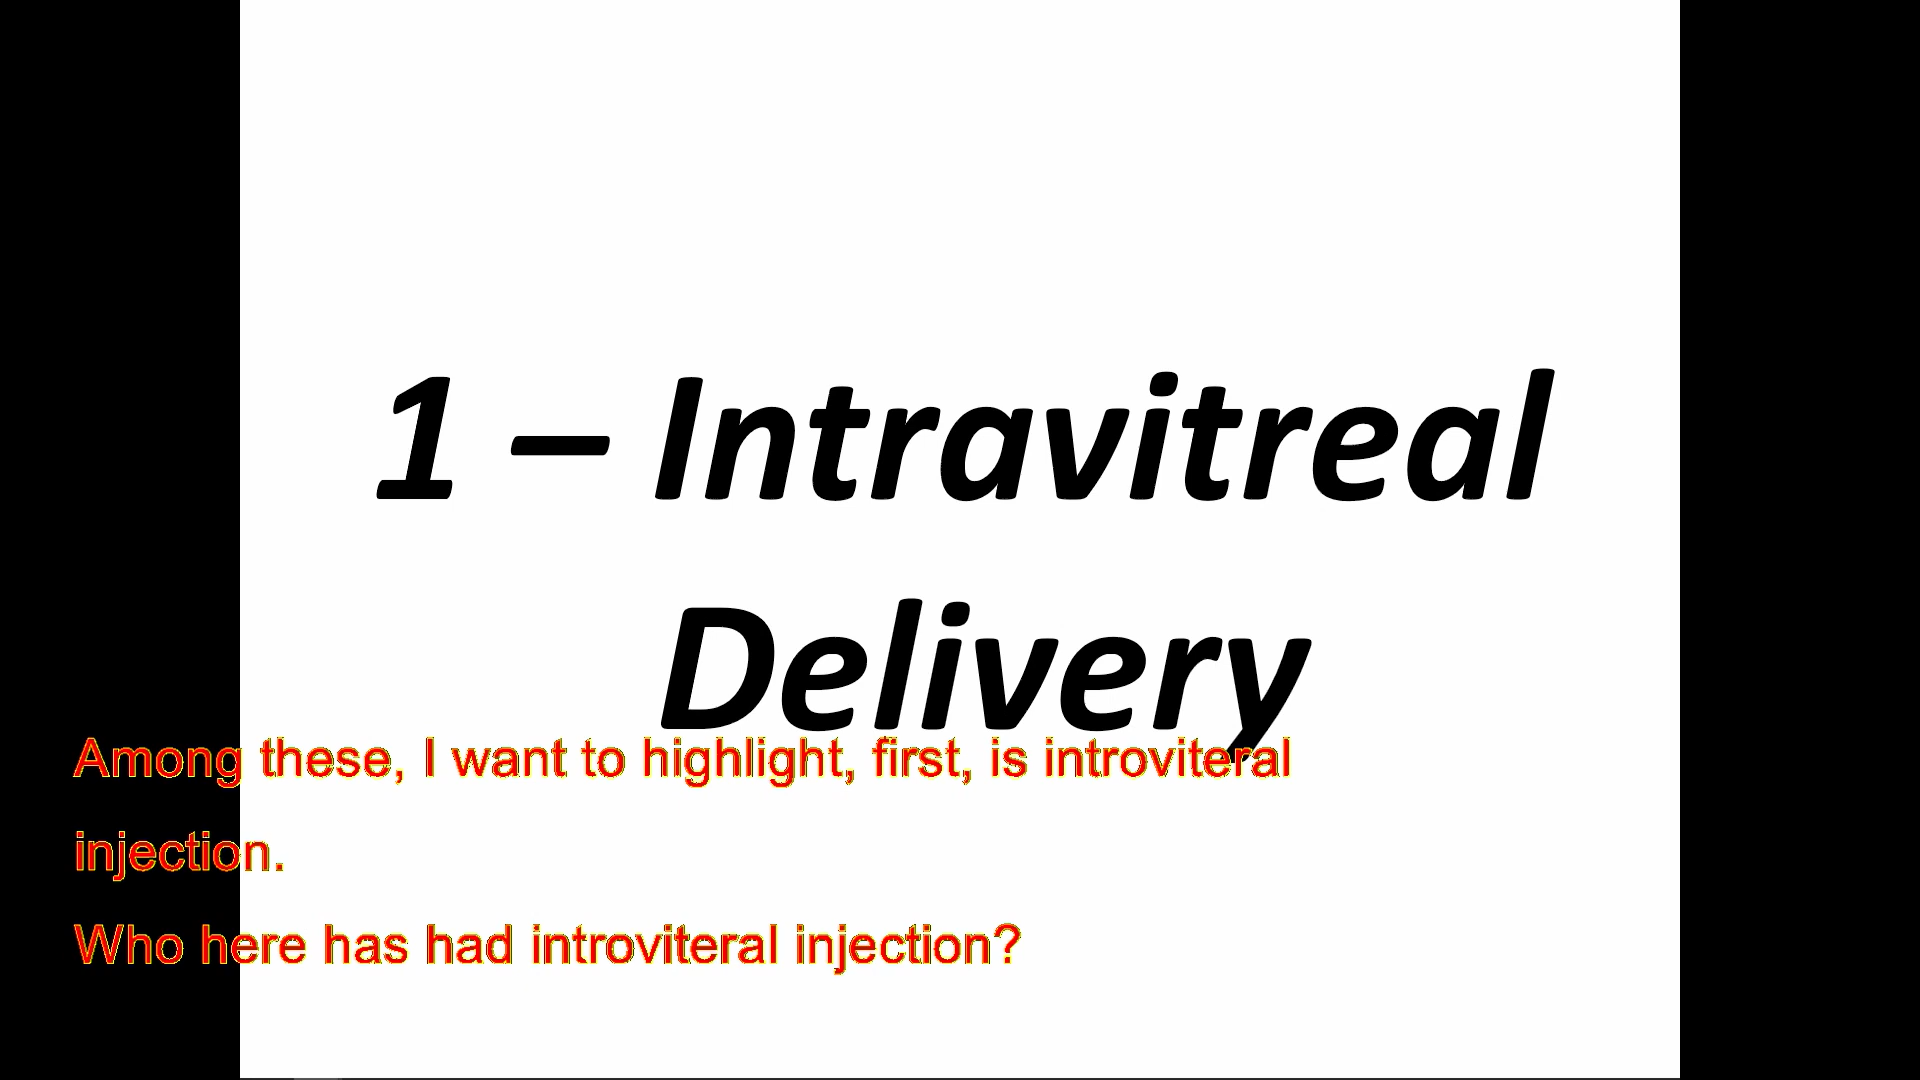 1 – Intravitreal
Delivery
Among these, I want to highlight, first, is introviteral
injection.
Who here has had introviteral injection?